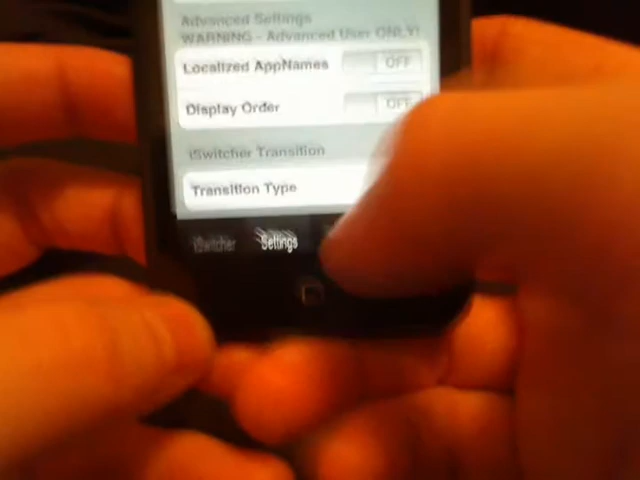 Advanced Settings
WARNING - Advanced User ONLY!
Localized AppNames OFF
Display Order OFF
iSwitcher Transition
Transition Type
iSwitcher Settings